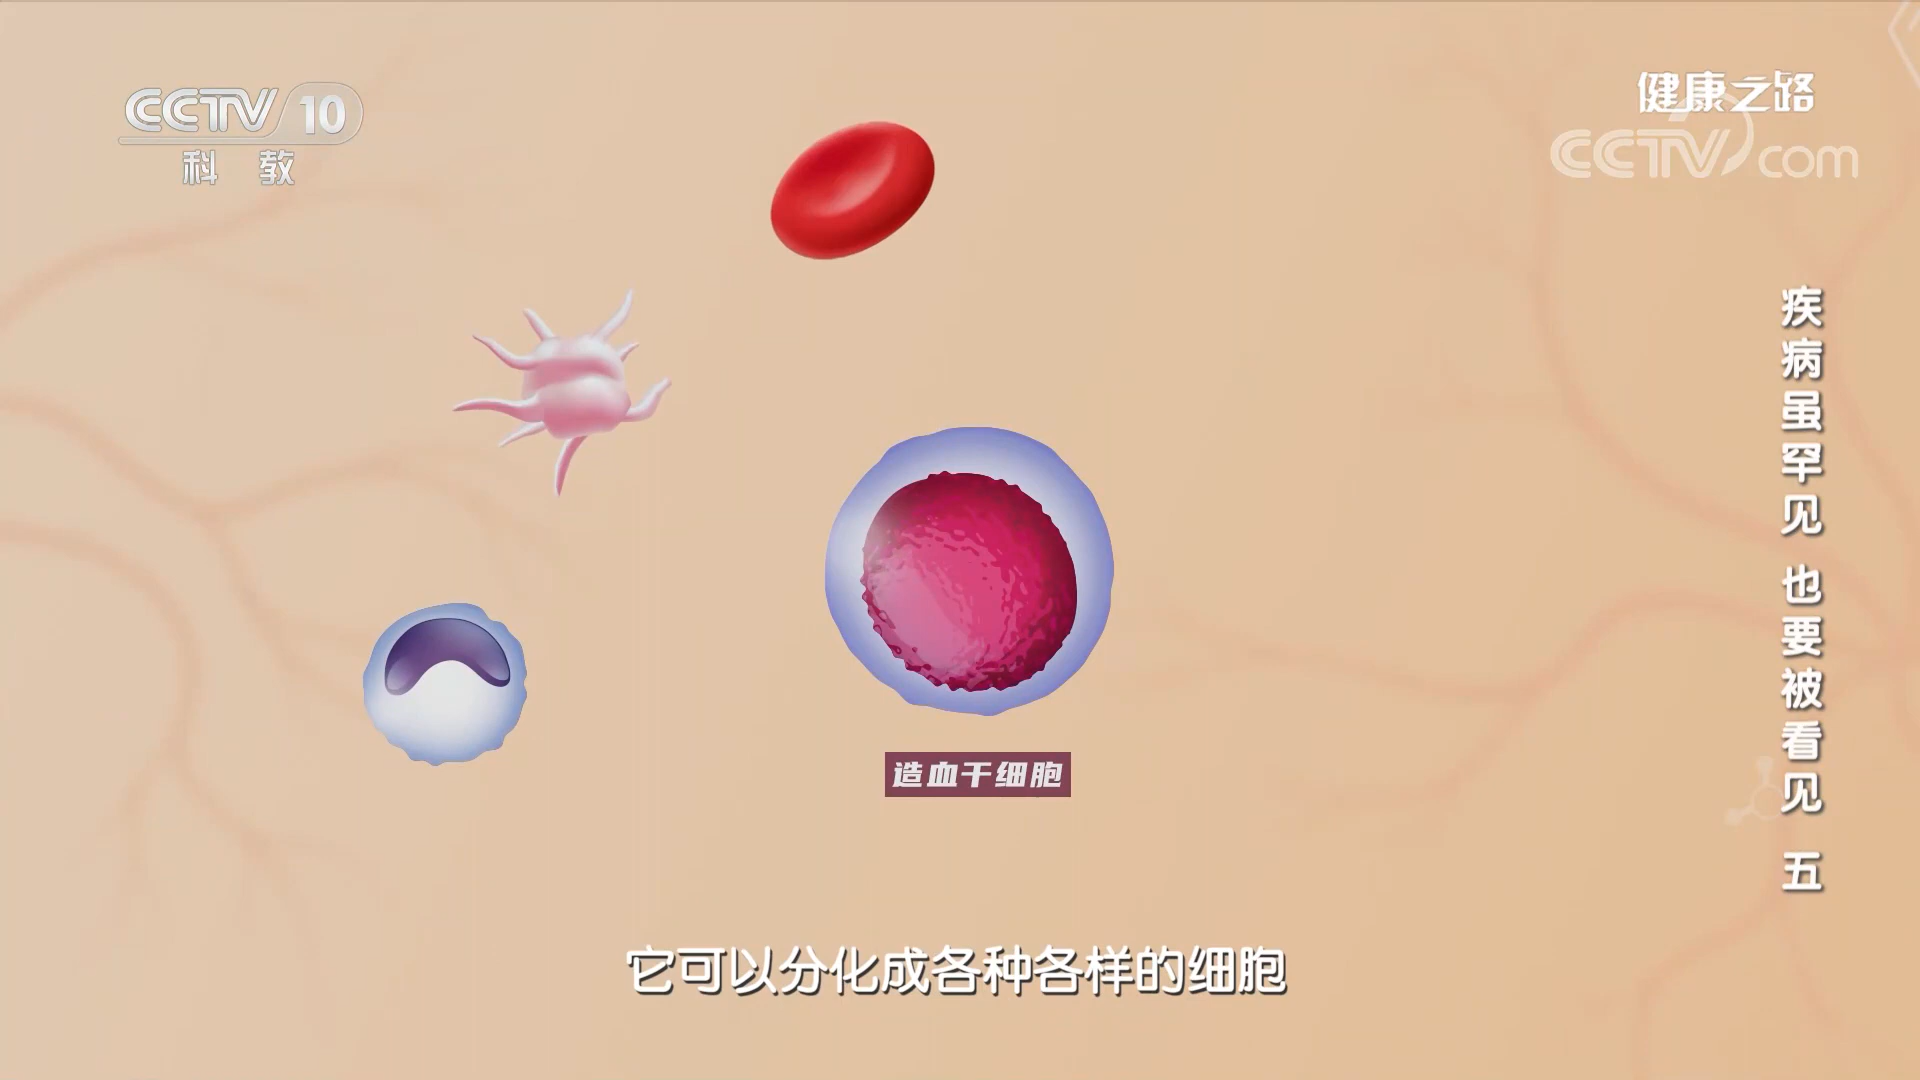 CCTV 10
科 教
健康之路
CCTV.com
疾病虽罕见 也要被看见 五
造血干细胞
它可以分化成各种各样的细胞